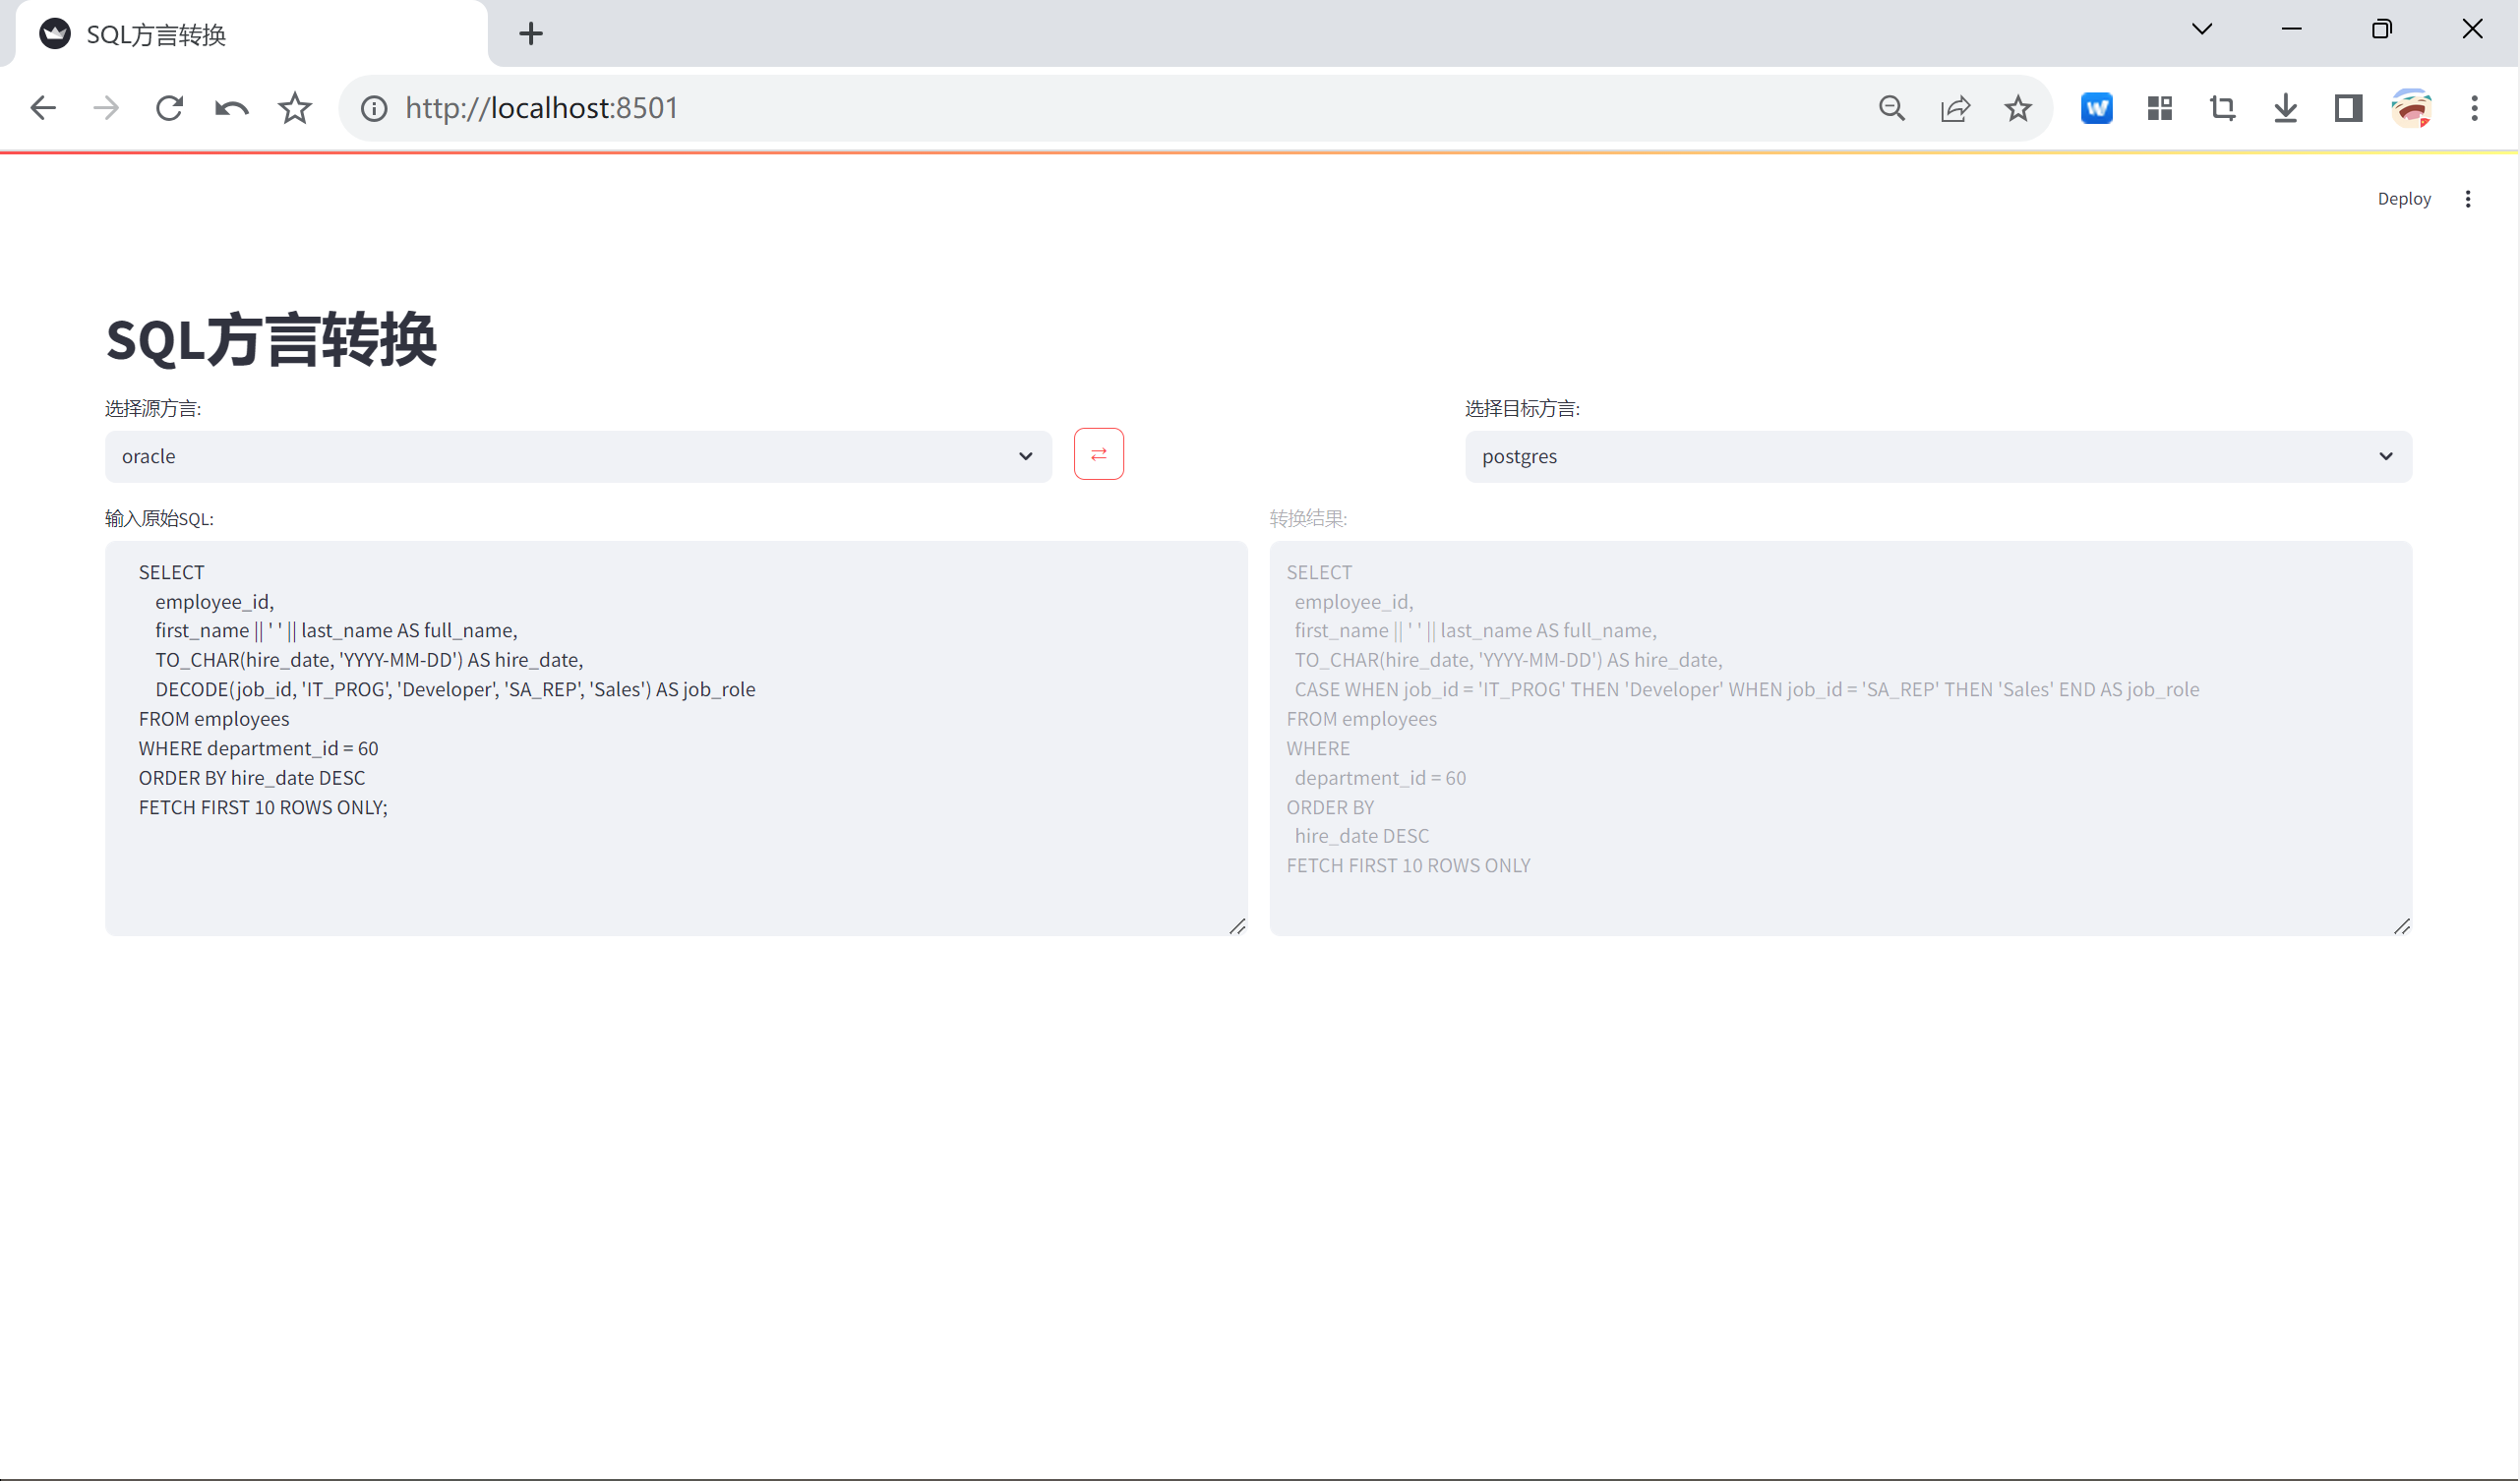 SQL方言转换
http://localhost:8501
Deploy
SQL方言转换
选择源方言:
oracle
⇄
选择目标方言:
postgres
输入原始SQL:
SELECT
employee_id,
first_name || ' ' || last_name AS full_name,
TO_CHAR(hire_date, 'YYYY-MM-DD') AS hire_date,
DECODE(job_id, 'IT_PROG', 'Developer', 'SA_REP', 'Sales') AS job_role
FROM employees
WHERE department_id = 60
ORDER BY hire_date DESC
FETCH FIRST 10 ROWS ONLY;
转换结果:
SELECT
employee_id,
first_name || ' ' || last_name AS full_name,
TO_CHAR(hire_date, 'YYYY-MM-DD') AS hire_date,
CASE WHEN job_id = 'IT_PROG' THEN 'Developer' WHEN job_id = 'SA_REP' THEN 'Sales' END AS job_role
FROM employees
WHERE
department_id = 60
ORDER BY
hire_date DESC
FETCH FIRST 10 ROWS ONLY